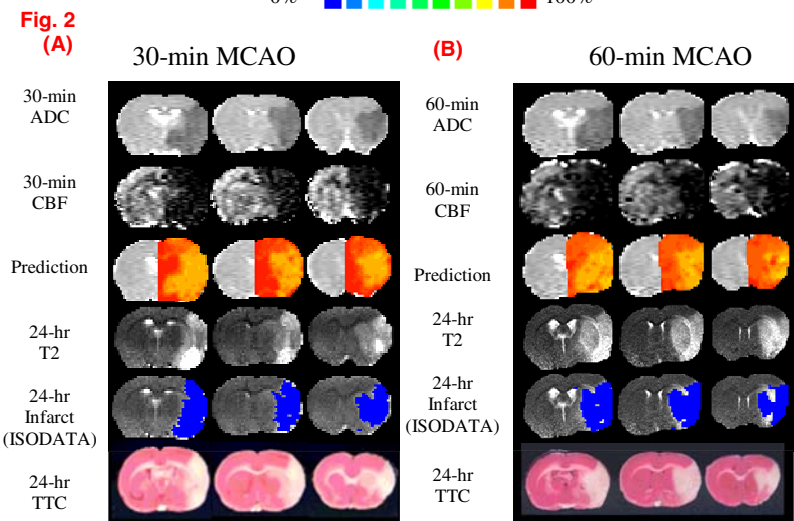 0% 100%
Fig. 2
(A)
30-min MCAO
30-min
ADC
30-min
CBF
Prediction
24-hr
T2
24-hr
Infarct
(ISODATA)
24-hr
TTC
(B)
60-min MCAO
60-min
ADC
60-min
CBF
Prediction
24-hr
T2
24-hr
Infarct
(ISODATA)
24-hr
TTC